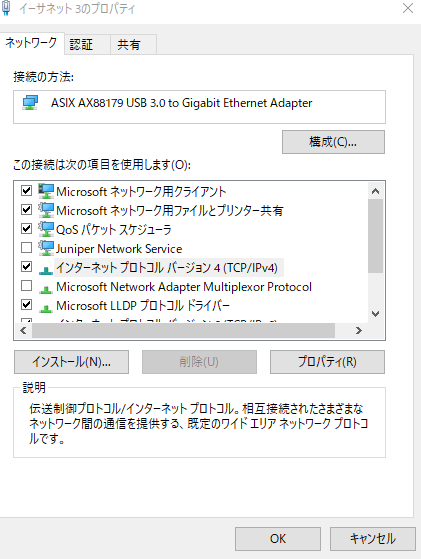 イーサネット 3のプロパティ
ネットワーク 認証 共有
接続の方法:
ASIX AX88179 USB 3.0 to Gigabit Ethernet Adapter
構成(C)...
この接続は次の項目を使用します(O):
Microsoft ネットワーク用クライアント
Microsoft ネットワーク用ファイルとプリンター共有
QoS パケット スケジューラ
Juniper Network Service
インターネット プロトコル バージョン 4 (TCP/IPv4)
Microsoft Network Adapter Multiplexor Protocol
Microsoft LLDP プロトコル ドライバー
インストール(N)... 削除(U) プロパティ(R)
説明
伝送制御プロトコル/インターネット プロトコル。相互接続されたさまざまな
ネットワーク間の通信を提供する、既定のワイド エリア ネットワーク プロトコ
ルです。
OK キャンセル